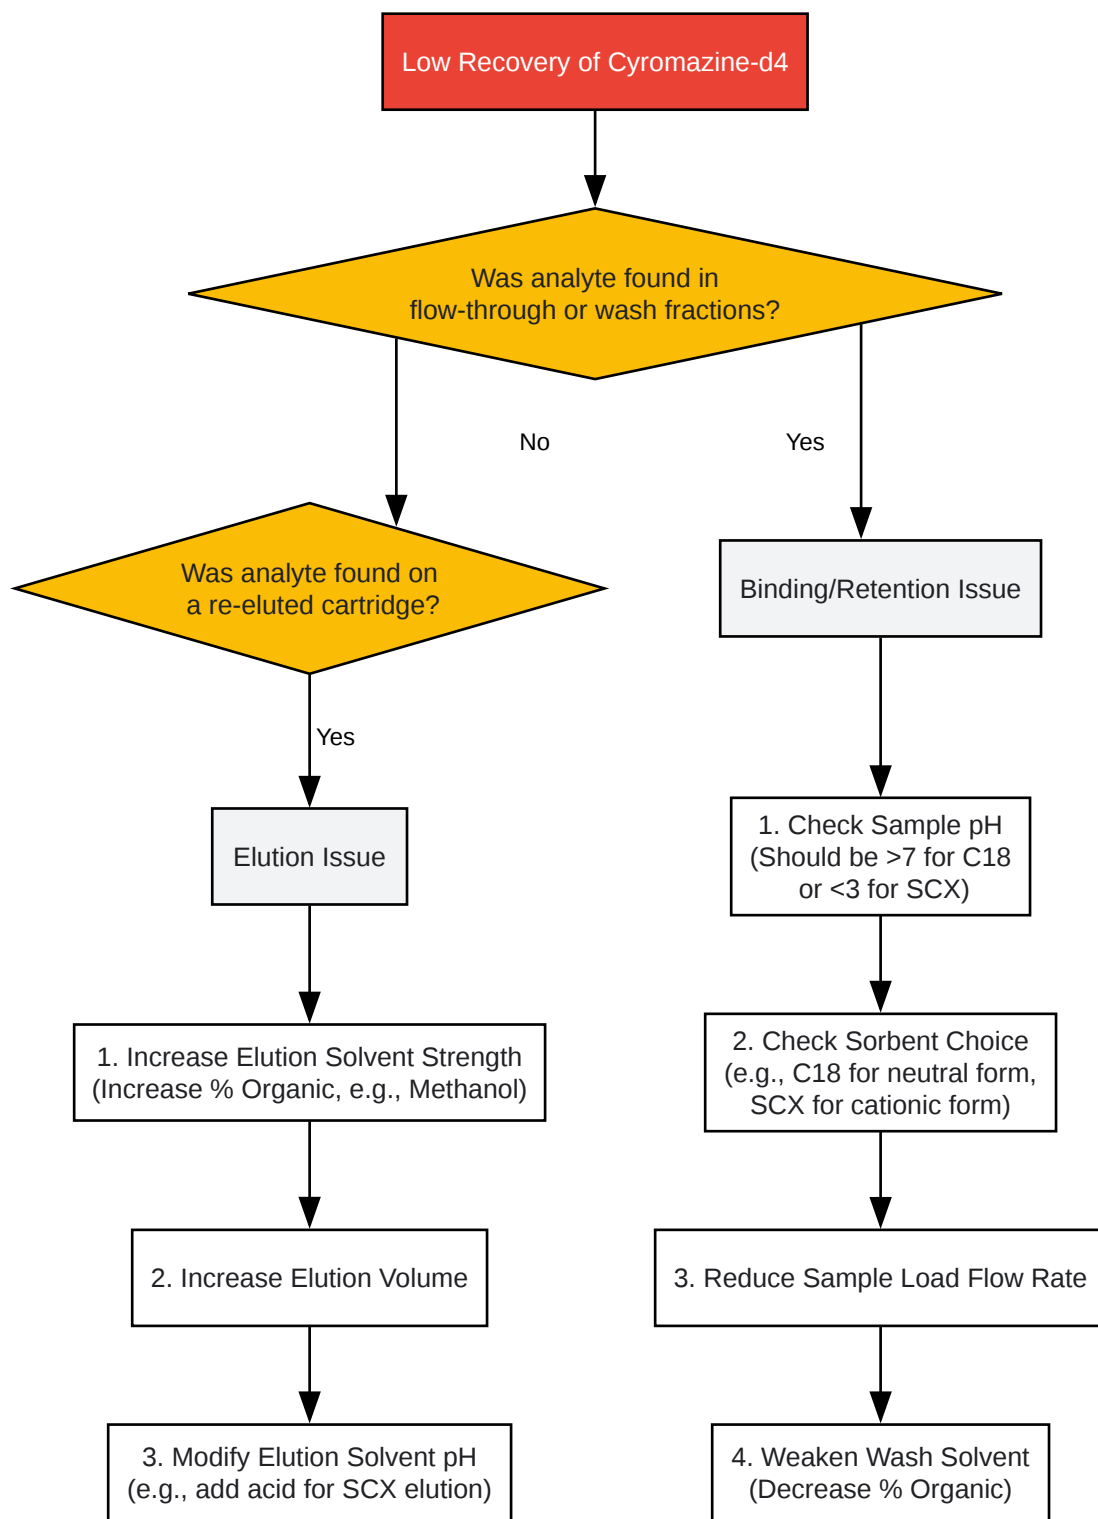 Low Recovery of Cyromazine-d4
Was analyte found in
flow-through or wash fractions?
No
Yes
Was analyte found on
a re-eluted cartridge?
Binding/Retention Issue
Yes
Elution Issue
1. Check Sample pH
(Should be >7 for C18
or <3 for SCX)
1. Increase Elution Solvent Strength
(Increase % Organic, e.g., Methanol)
2. Check Sorbent Choice
(e.g., C18 for neutral form,
SCX for cationic form)
2. Increase Elution Volume
3. Reduce Sample Load Flow Rate
3. Modify Elution Solvent pH
(e.g., add acid for SCX elution)
4. Weaken Wash Solvent
(Decrease % Organic)